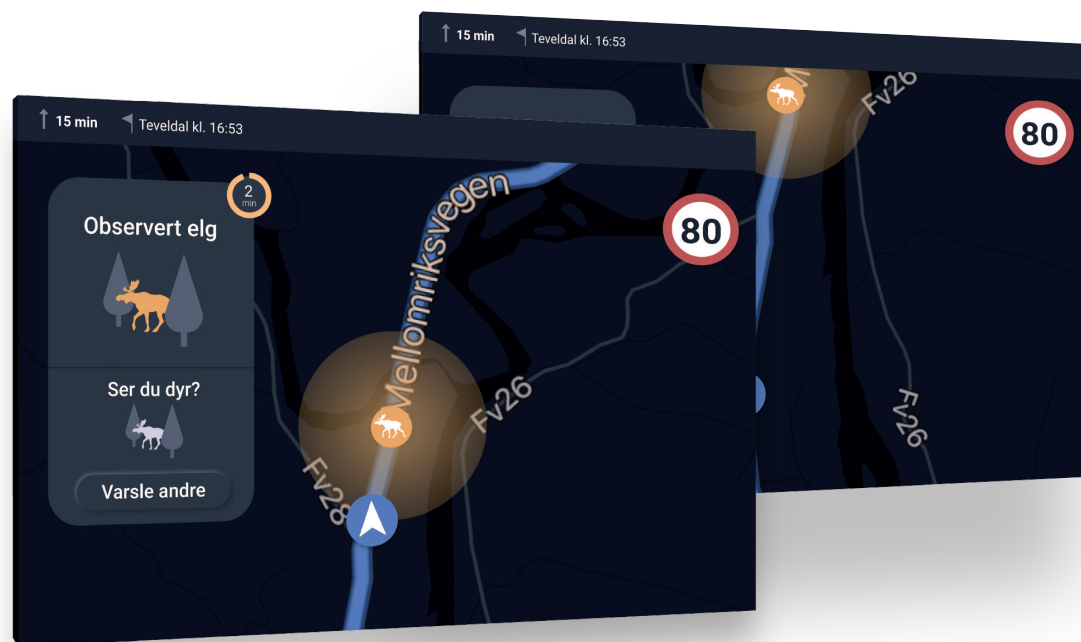 15 min
Teveldal kl. 16:53
80
Fv26
Fv26
15 min
Teveldal kl. 16:53
2
min
Observert elg
Ser du dyr?
Varsle andre
Mellomriksvegen
Fv26
Fv28
80